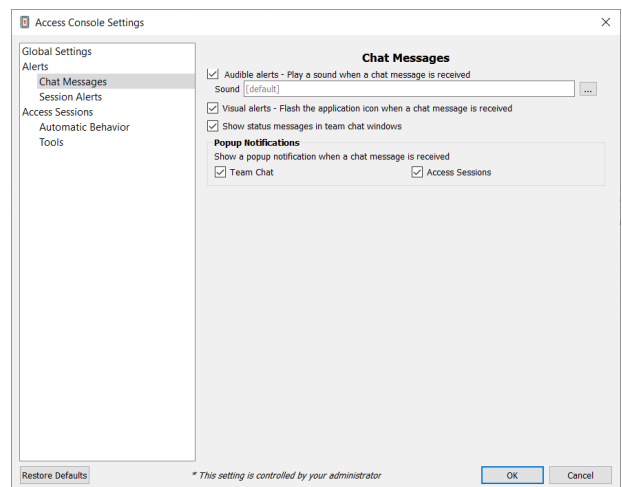 Access Console Settings
Global Settings
Alerts
Chat Messages
Session Alerts
Access Sessions
Automatic Behavior
Tools
Chat Messages
Audible alerts - Play a sound when a chat message is received
Sound [default] ...
Visual alerts - Flash the application icon when a chat message is received
Show status messages in team chat windows
Popup Notifications
Show a popup notification when a chat message is received
Team Chat Access Sessions
Restore Defaults * This setting is controlled by your administrator OK Cancel